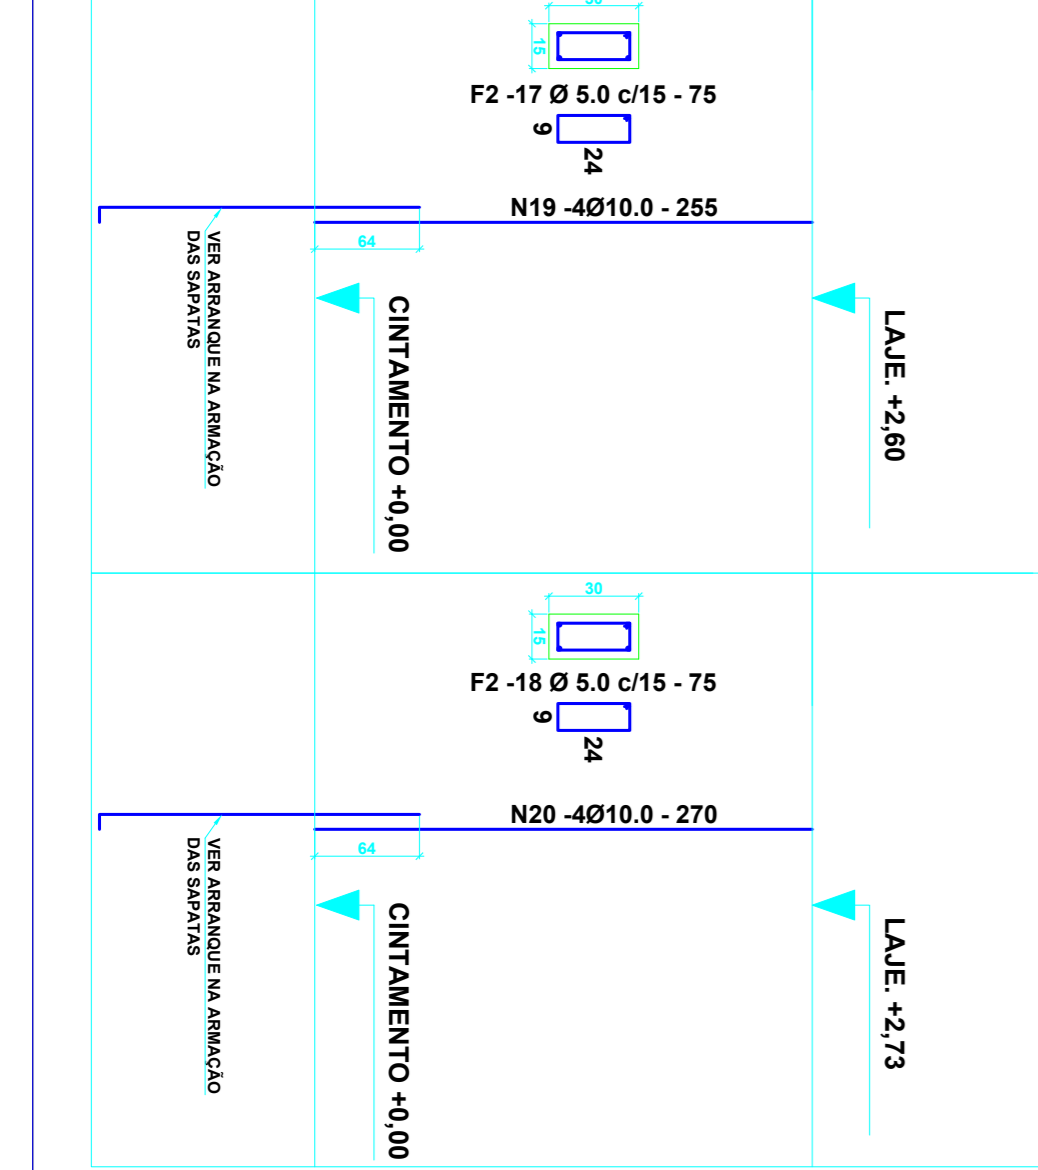 15
F2 -17 Ø 5.0 c/15 - 75
9
24
N19 -4Ø10.0 - 255
64
VER ARRANQUE NA ARMAÇÃO
DAS SAPATAS
CINTAMENTO +0,00
LAJE. +2,60
30
15
F2 -18 Ø 5.0 c/15 - 75
9
24
N20 -4Ø10.0 - 270
64
VER ARRANQUE NA ARMAÇÃO
DAS SAPATAS
CINTAMENTO +0,00
LAJE. +2,73